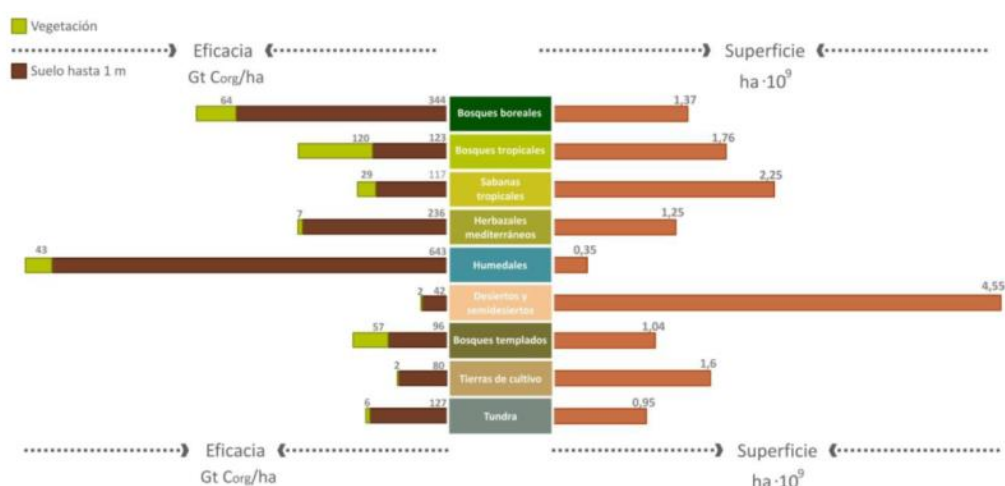 Vegetación
Eficacia
Superficie
Suelo hasta 1 m
Gt Corg/ha
ha·10⁹
64 344 Bosques boreales 1,37
120 123 Bosques tropicales 1,76
29 117 Sabanas
tropicales 2,25
7 236 Herbazales
mediterráneos 1,25
43 643 Humedales 0,35
2 42 Desiertos y
semidesiertos 4,55
57 96 Bosques templados 1,04
2 80 Tierras de cultivo 1,6
6 127 Tundra 0,95
Eficacia
Superficie
Gt Corg/ha
ha·10⁹